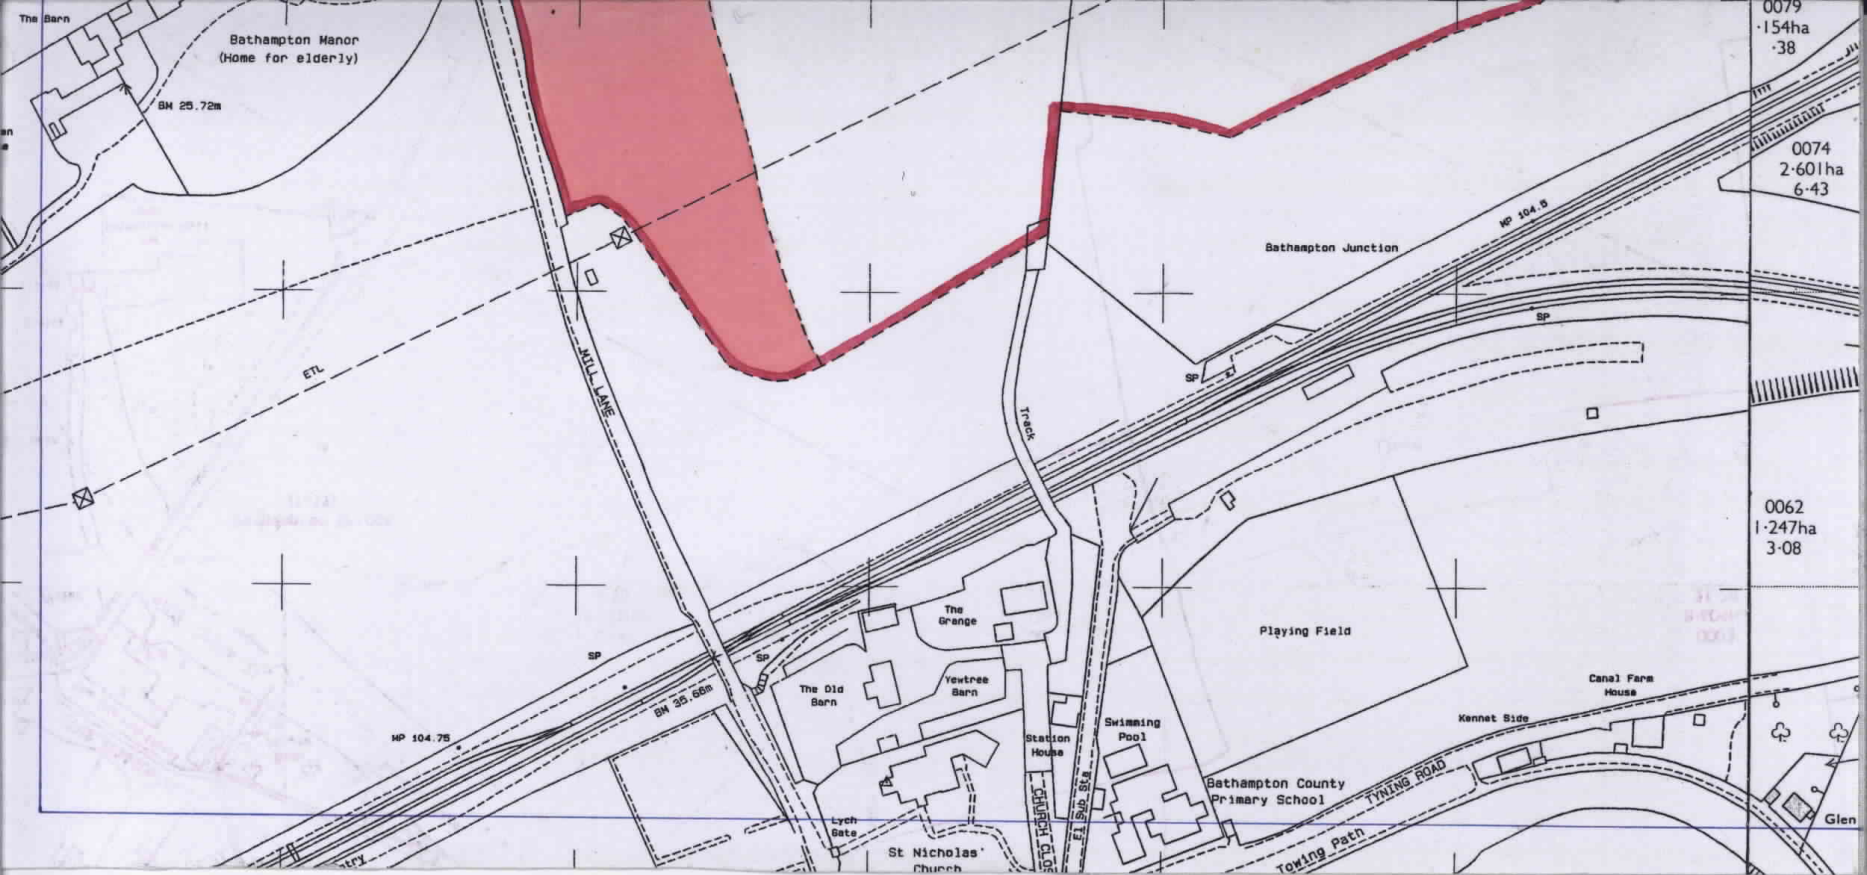 The Barn
Bathampton Manor
(Home for elderly)
BM 25.72m
0079
·154ha
·38
0074
2·601ha
6·43
MP 104.5
Bathampton Junction
SP
ETL
MILL LANE
SP
Track
0062
1·247ha
3·08
The
Grange
Playing Field
SP
SP
Yewtree
Barn
The Old
Barn
BM 35.66m
Canal Farm
House
Kennet Side
MP 104.75
Swimming
Pool
Station
House
Bathampton County
Primary School
TYNING ROAD
El Sub Sta
CHURCH CLOS
Lych
Gate
Glen
Towing Path
St Nicholas'
Church